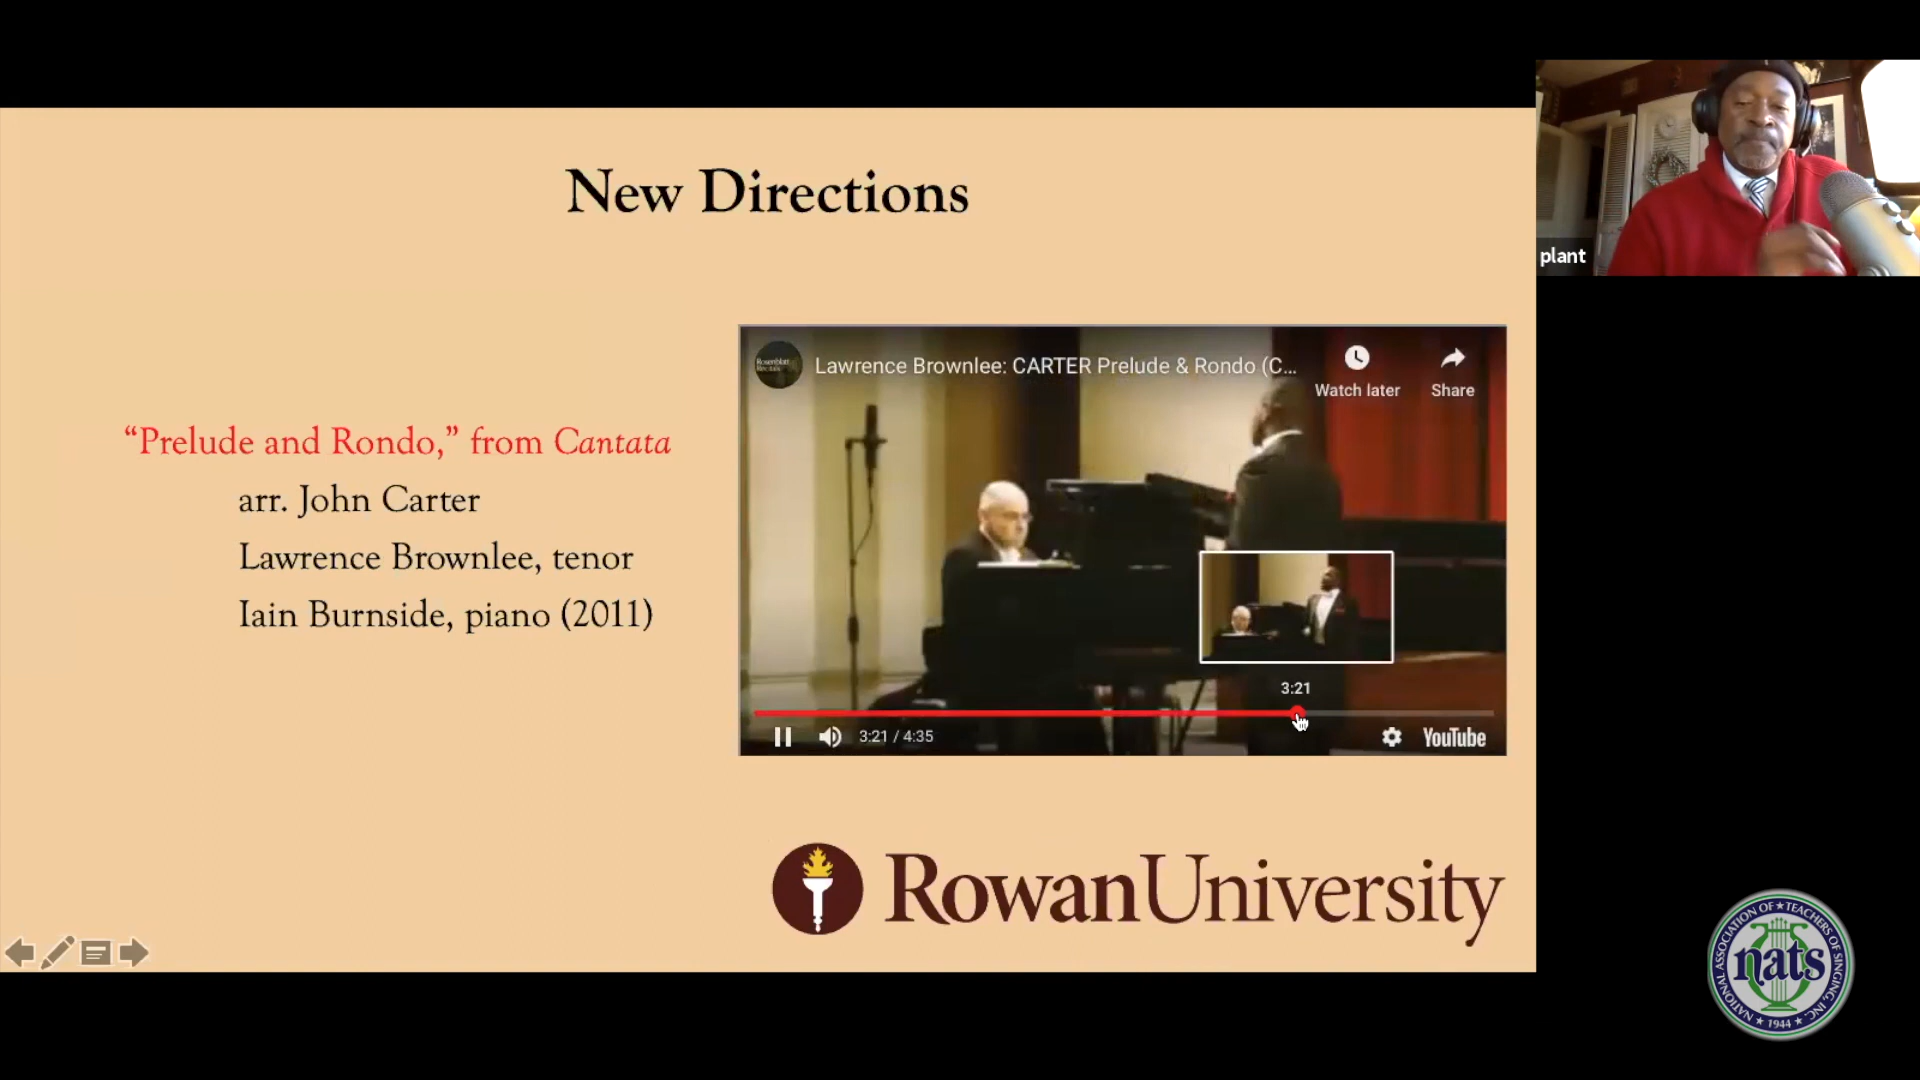 New Directions
“Prelude and Rondo,” from Cantata
arr. John Carter
Lawrence Brownlee, tenor
Iain Burnside, piano (2011)
Rosenblatt
Recitals
Lawrence Brownlee: CARTER Prelude & Rondo (C...
Watch later
Share
3:21
3:21 / 4:35
YouTube
RowanUniversity
plant
NATIONAL ASSOCIATION OF ★ TEACHERS OF SINGING, INC.
nats
★ 1944 ★